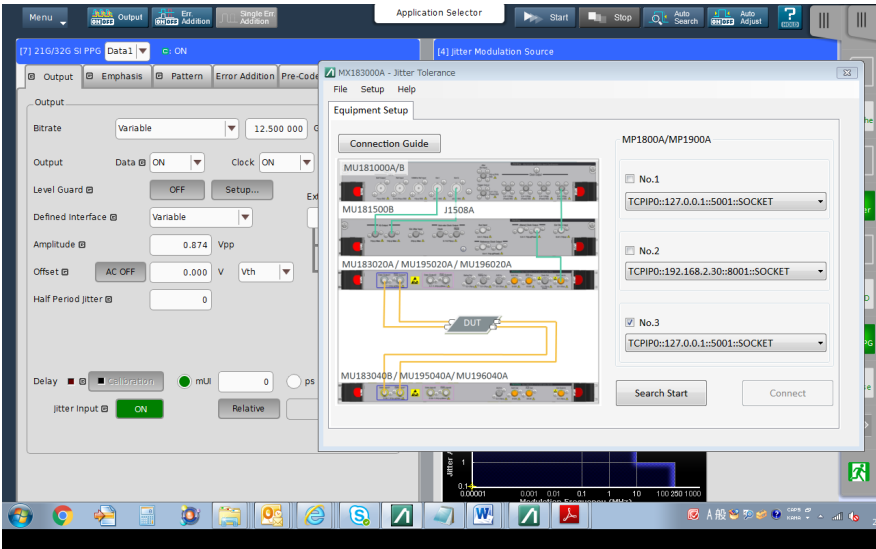 Menu
Output
Err. Addition
Single Err. Addition
Application Selector
Start
Stop
Auto Search
Auto Adjust
[7] 21G/32G SI PPG Data1 C: ON
[4] Jitter Modulation Source
Output Emphasis Pattern Error Addition Pre-Code
Output
Bitrate Variable 12.500 000 G
Output Data ON Clock ON
Level Guard OFF Setup... Ext
Defined Interface Variable
Amplitude 0.874 Vpp
Offset AC OFF 0.000 V Vth
Half Period Jitter 0
Delay Calibration mUI 0 ps
Jitter Input ON Relative
MX183000A - Jitter Tolerance
File Setup Help
Equipment Setup
Connection Guide
MU181000A/B
MU181500B J1508A
MU183020A / MU195020A / MU196020A
DUT
MU183040B / MU195040A / MU196040A
MP1800A/MP1900A
No.1
TCPIP0::127.0.0.1::5001::SOCKET
No.2
TCPIP0::192.168.2.30::8001::SOCKET
No.3
TCPIP0::127.0.0.1::5001::SOCKET
Search Start Connect
1
0.1
0.00001 0.001 0.01 0.1 1 10 100 250 1000
Modulation Frequency (MHz)
A 般 CAPS KANA